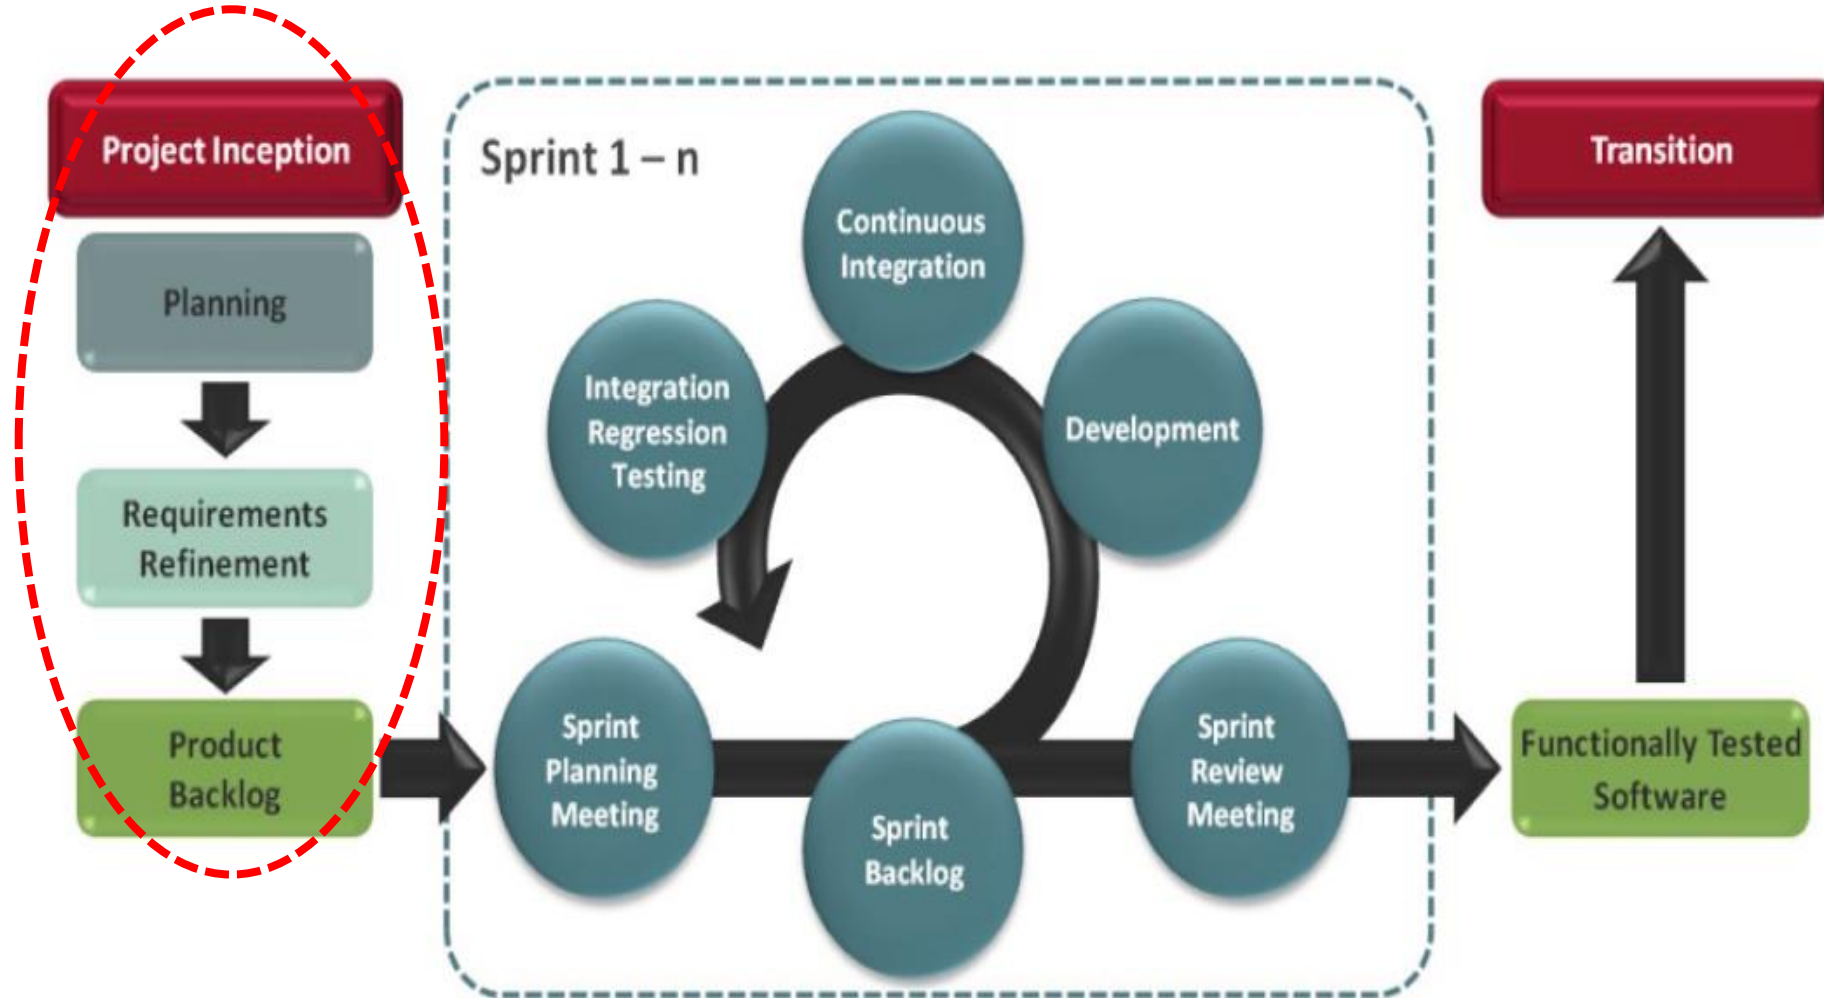 Project Inception
Planning
Requirements
Refinement
Product
Backlog
Sprint 1 – n
Continuous
Integration
Integration
Regression
Testing
Development
Sprint
Planning
Meeting
Sprint
Backlog
Sprint
Review
Meeting
Transition
Functionally Tested
Software